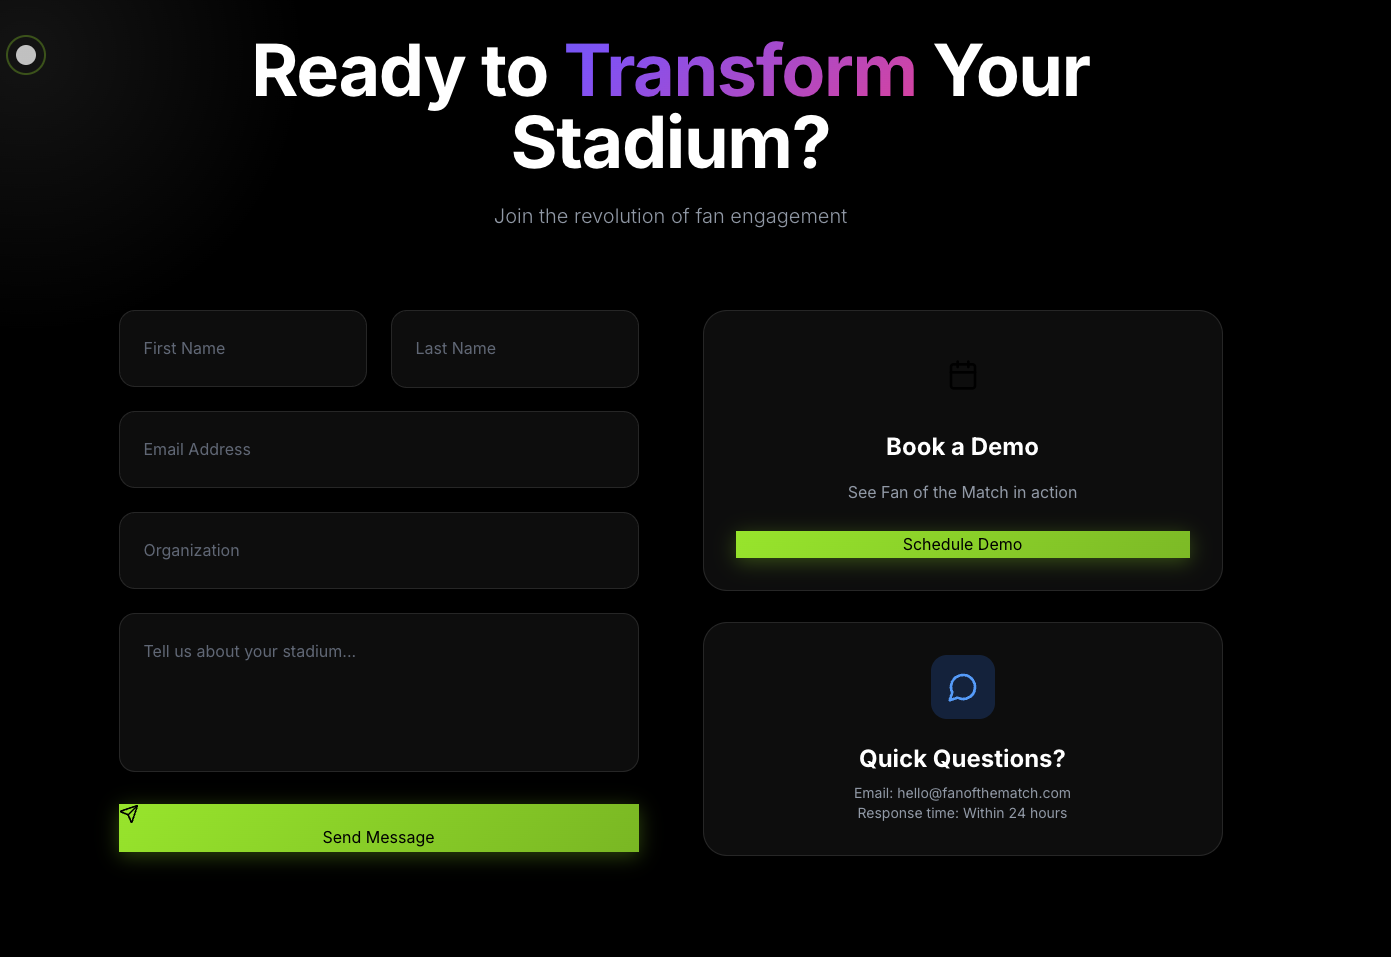 Ready to Transform Your
Stadium?
Join the revolution of fan engagement
First Name
Last Name
Email Address
Organization
Tell us about your stadium...
Send Message
Book a Demo
See Fan of the Match in action
Schedule Demo
Quick Questions?
Email: hello@fanofthematch.com
Response time: Within 24 hours